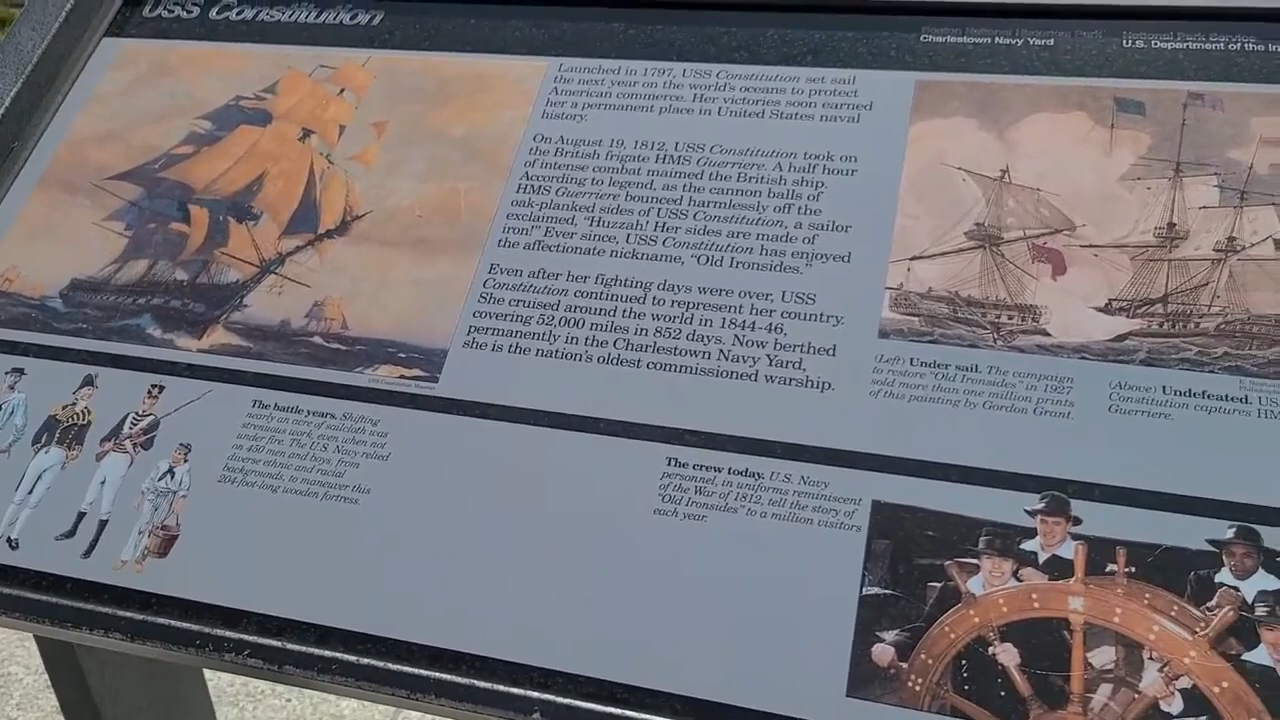 USS Constitution
Boston National Historical Park
Charlestown Navy Yard
National Park Service
U.S. Department of the In
Launched in 1797, USS Constitution set sail
the next year on the world's oceans to protect
American commerce. Her victories soon earned
her a permanent place in United States naval
history.
On August 19, 1812, USS Constitution took on
the British frigate HMS Guerriere. A half hour
of intense combat maimed the British ship.
According to legend, as the cannon balls of
HMS Guerriere bounced harmlessly off the
oak-planked sides of USS Constitution, a sailor
exclaimed, "Huzzah! Her sides are made of
iron!" Ever since, USS Constitution has enjoyed
the affectionate nickname, "Old Ironsides."
Even after her fighting days were over, USS
Constitution continued to represent her country.
She cruised around the world in 1844-46,
covering 52,000 miles in 852 days. Now berthed
permanently in the Charlestown Navy Yard,
she is the nation's oldest commissioned warship.
USS Constitution Museum
(Left) Under sail. The campaign
to restore "Old Ironsides" in 1927
sold more than one million prints
of this painting by Gordon Grant.
(Above) Undefeated. US
Constitution captures HM
Guerriere.
The battle years. Shifting
nearly an acre of sailcloth was
strenuous work, even when not
under fire. The U.S. Navy relied
on 450 men and boys, from
diverse ethnic and racial
backgrounds, to maneuver this
204-foot-long wooden fortress.
The crew today. U.S. Navy
personnel, in uniforms reminiscent
of the War of 1812, tell the story of
"Old Ironsides" to a million visitors
each year.